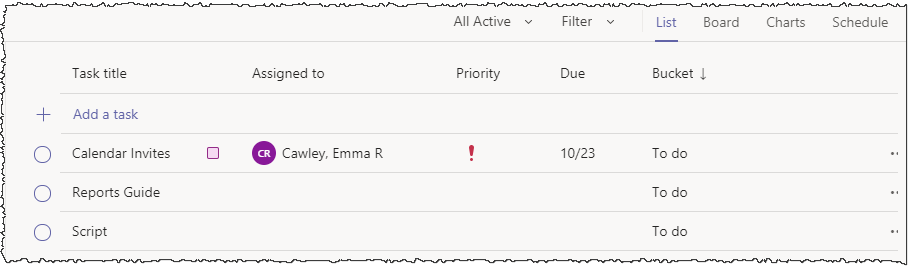 All Active Filter List Board Charts Schedule
Task title Assigned to Priority Due Bucket ↓
+ Add a task
Calendar Invites CR Cawley, Emma R ! 10/23 To do
Reports Guide To do
Script To do